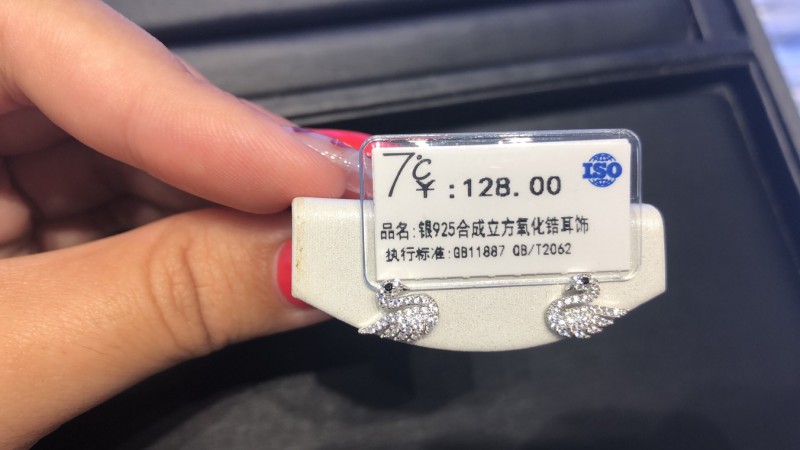 7℃
¥:128.00
ISO
品名:银925合成立方氧化锆耳饰
执行标准:GB11887 QB/T2062